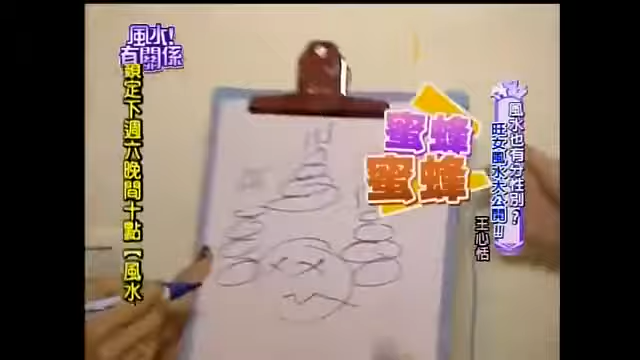 風水!
有關係
鎖定下週六晚間十點【風水
蜜蜂
蜜蜂
風水也有分性別?
旺女風水大公開!!
王心恬